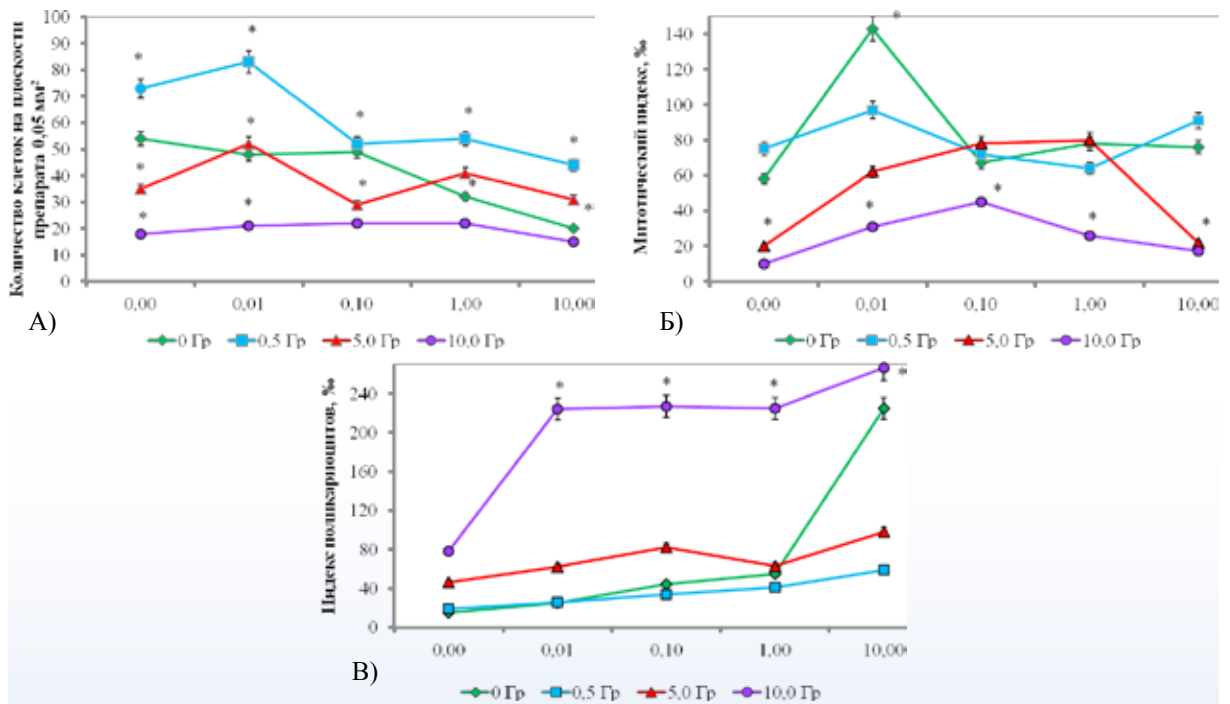 Количество клеток на плоскости
препарата 0,05 мм²
100
90
80
70
60
50
40
30
20
10
0
* * * * * * * * * * * **
0,00 0,01 0,10 1,00 10,00
А)
0 Гр 0,5 Гр 5,0 Гр 10,0 Гр
Митотический индекс, ‰
140
120
100
80
60
40
20
0
* * * * * *
0,00 0,01 0,10 1,00 10,00
Б)
0 Гр 0,5 Гр 5,0 Гр 10,0 Гр
Индекс поликариоцитов, ‰
240
200
160
120
80
40
0
* * * *
0,00 0,01 0,10 1,00 10,00
В)
0 Гр 0,5 Гр 5,0 Гр 10,0 Гр